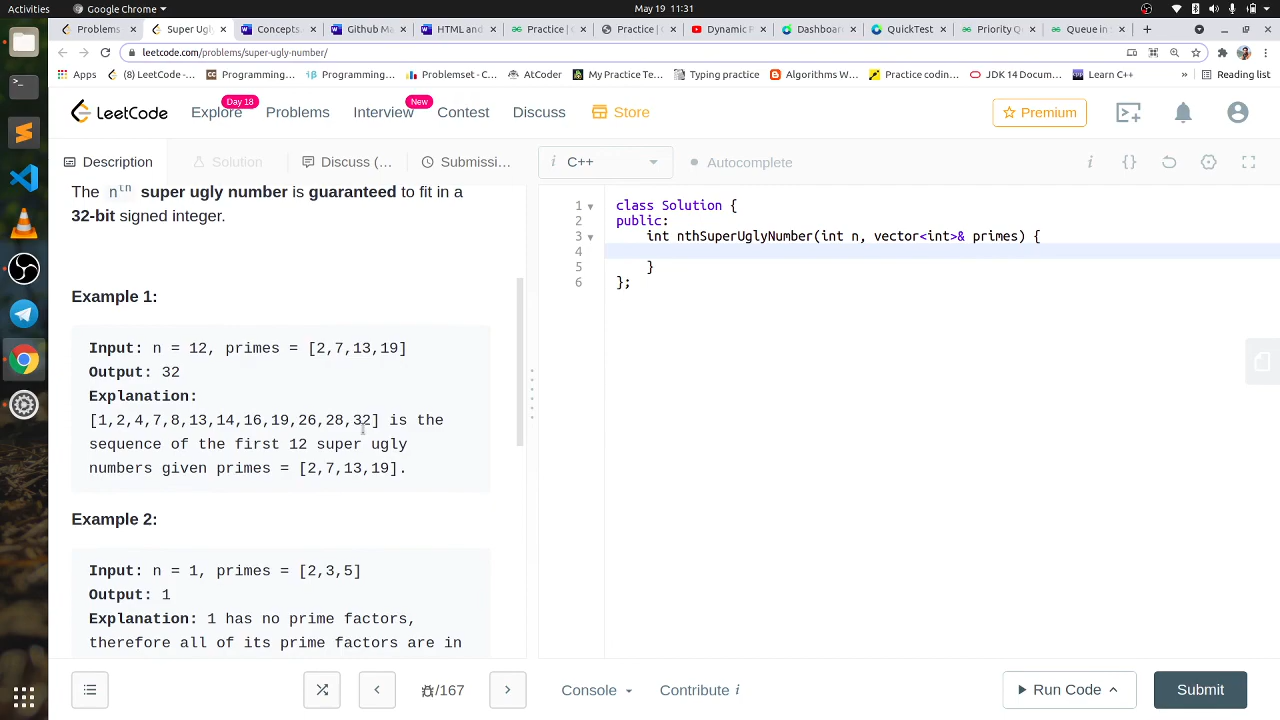 Activities
Google Chrome
May 19 11:31
Problems
Super Ugly
Concepts
Github Ma
HTML and
Practice | G
Practice |
Dynamic P
Dashboar
QuickTest
Priority Q
Queue in S
leetcode.com/problems/super-ugly-number/
Apps
(8) LeetCode -...
Programming...
Programming...
Problemset - C...
AtCoder
My Practice Te...
Typing practice
Algorithms W...
Practice codin...
JDK 14 Docum...
Learn C++
»
Reading list
LeetCode
Explore
Day 18
Problems
Interview
New
Contest
Discuss
Store
Premium
Description
Solution
Discuss (...
Submissi...
i C++
Autocomplete
The nth super ugly number is guaranteed to fit in a
32-bit signed integer.
Example 1:
Input: n = 12, primes = [2,7,13,19]
Output: 32
Explanation:
[1,2,4,7,8,13,14,16,19,26,28,32] is the
sequence of the first 12 super ugly
numbers given primes = [2,7,13,19].
Example 2:
Input: n = 1, primes = [2,3,5]
Output: 1
Explanation: 1 has no prime factors,
therefore all of its prime factors are in
1 class Solution {
2 public:
3 int nthSuperUglyNumber(int n, vector<int>& primes) {
4
5 }
6 };
/167
Console
Contribute i
Run Code
Submit